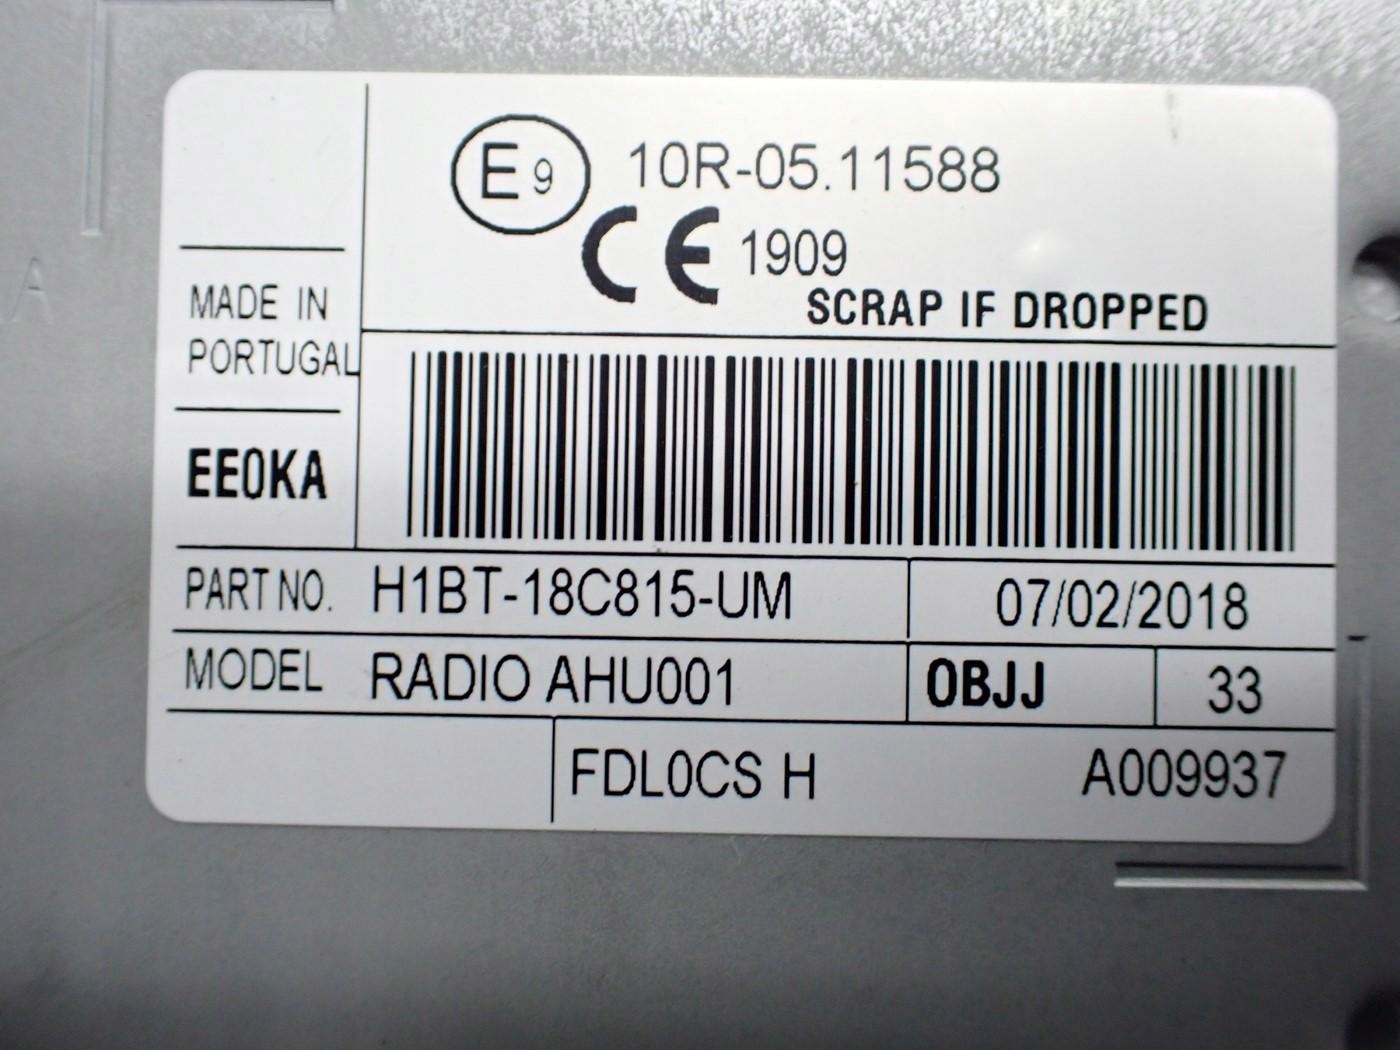 E9 10R-05.11588
CE 1909
SCRAP IF DROPPED
MADE IN
PORTUGAL
EE0KA
PART NO. H1BT-18C815-UM 07/02/2018
MODEL RADIO AHU001 0BJJ 33
FDL0CS H A009937
A